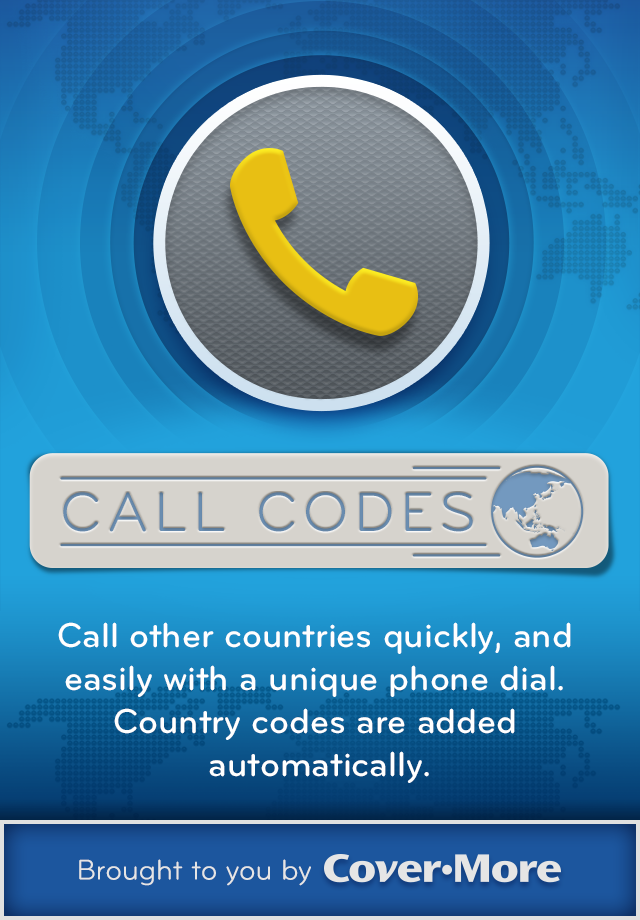 CALL CODES
Call other countries quickly, and
easily with a unique phone dial.
Country codes are added
automatically.
Brought to you by Cover•More